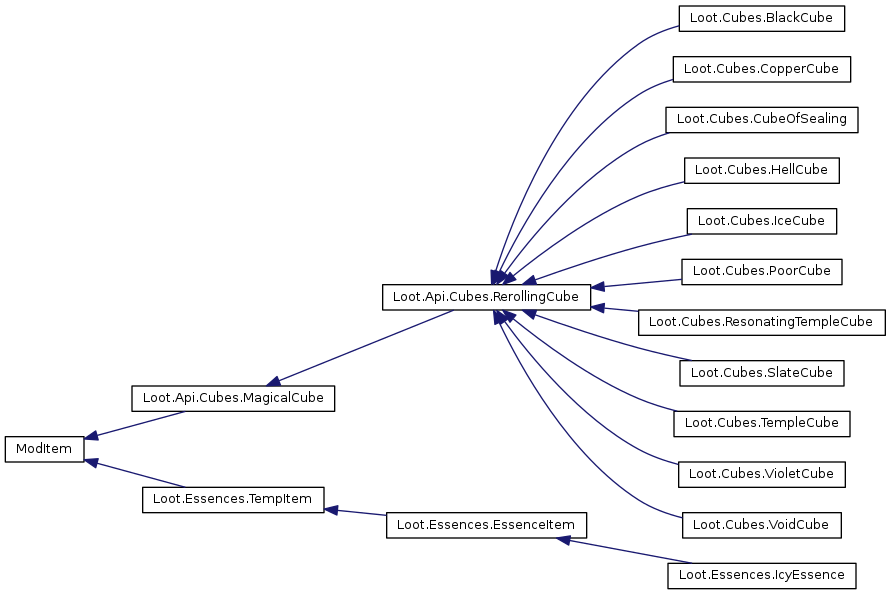 Loot.Cubes.BlackCube
Loot.Cubes.CopperCube
Loot.Cubes.CubeOfSealing
Loot.Cubes.HellCube
Loot.Cubes.IceCube
Loot.Cubes.PoorCube
Loot.Api.Cubes.RerollingCube
Loot.Cubes.ResonatingTempleCube
Loot.Cubes.SlateCube
Loot.Api.Cubes.MagicalCube
Loot.Cubes.TempleCube
ModItem
Loot.Cubes.VioletCube
Loot.Essences.TempItem
Loot.Essences.EssenceItem
Loot.Cubes.VoidCube
Loot.Essences.IcyEssence